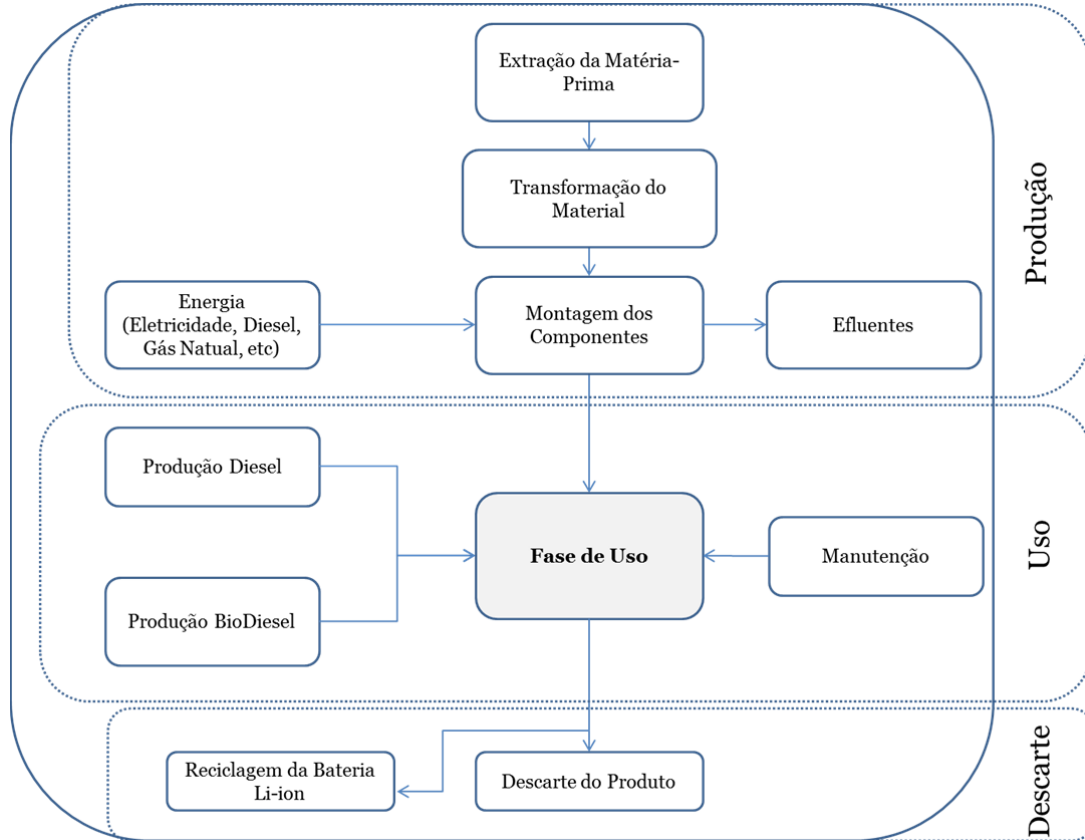 Extração da Matéria-
Prima
Transformação do
Material
Energia
(Eletricidade, Diesel,
Gás Natual, etc)
Montagem dos
Componentes
Efluentes
Produção
Produção Diesel
Fase de Uso
Manutenção
Produção BioDiesel
Uso
Reciclagem da Bateria
Li-ion
Descarte do Produto
Descarte